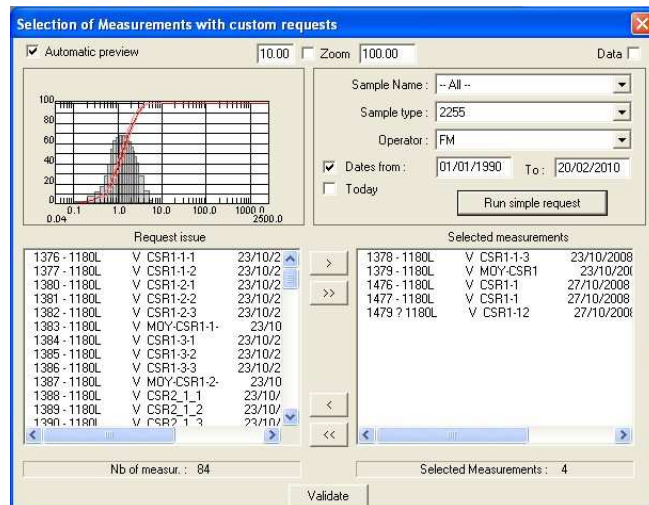 Selection of Measurements with custom requests
Automatic preview 10.00 Zoom 100.00 Data
Sample Name : -- All --
Sample type : 2255
Operator : FM
Dates from : 01/01/1990 To : 20/02/2010
Today
Run simple request
100
80
60
40
20
0
0.1 1.0 10.0 100.0 1000.0
0.04 2500.0
Request issue
1376 - 1180L V CSR1-1-1 23/10/2
1377 - 1180L V CSR1-1-2 23/10/2
1380 - 1180L V CSR1-2-1 23/10/2
1381 - 1180L V CSR1-2-2 23/10/2
1382 - 1180L V CSR1-2-3 23/10/2
1383 - 1180L V MOY-CSR1-1- 23/10
1384 - 1180L V CSR1-3-1 23/10/2
1385 - 1180L V CSR1-3-2 23/10/2
1386 - 1180L V CSR1-3-3 23/10/2
1387 - 1180L V MOY-CSR1-2- 23/10
1388 - 1180L V CSR2_1_1 23/10/
1389 - 1180L V CSR2_1_2 23/10/
1390 - 1180L V CSR2_1_3 23/10/
Nb of measur. : 84
>
>>
<
<<
Selected measurements
1378 - 1180L V CSR1-1-3 23/10/2008
1379 - 1180L V MOY-CSR1 23/10/200
1476 - 1180L V CSR1-1 27/10/2008
1477 - 1180L V CSR1-1 27/10/2008
1479 ? 1180L V CSR1-12 27/10/2008
Selected Measurements : 4
Validate